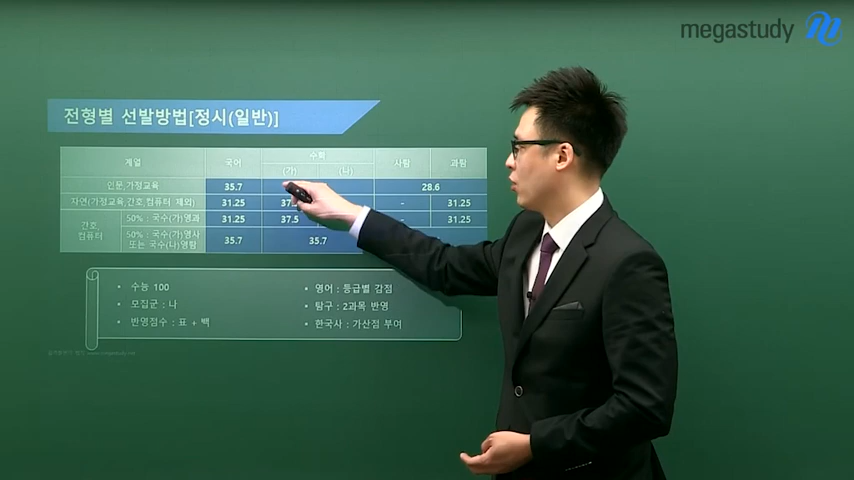 megastudy
전형별 선발방법[정시(일반)]
계열 국어 수학 사탐 과탐
(가) (나)
인문,가정교육 35.7 28.6
자연(가정교육,간호,컴퓨터 제외) 31.25 - 31.25
간호, 컴퓨터 50% : 국수(가)영과 31.25 37.5 - 31.25
50% : 국수(가)영사 또는 국수(나)영탐 35.7 35.7
• 수능 100
• 모집군 : 나
• 반영점수 : 표 + 백
• 영어 : 등급별 감점
• 탐구 : 2과목 반영
• 한국사 : 가산점 부여